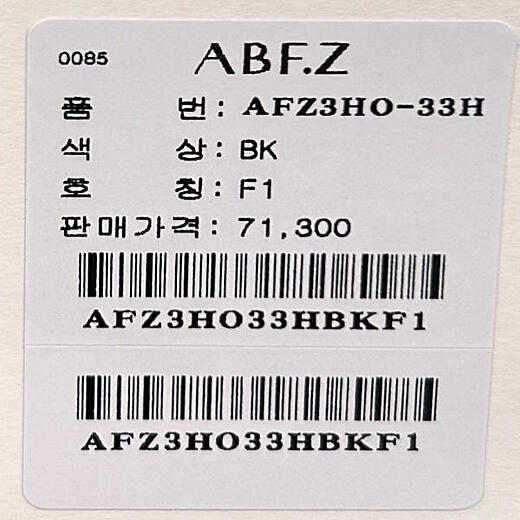 0085 ABF.Z
품 번: AFZ3HO-33H
색 상: BK
호 칭: F1
판매가격: 71,300
AFZ3HO33HBKF1
AFZ3HO33HBKF1